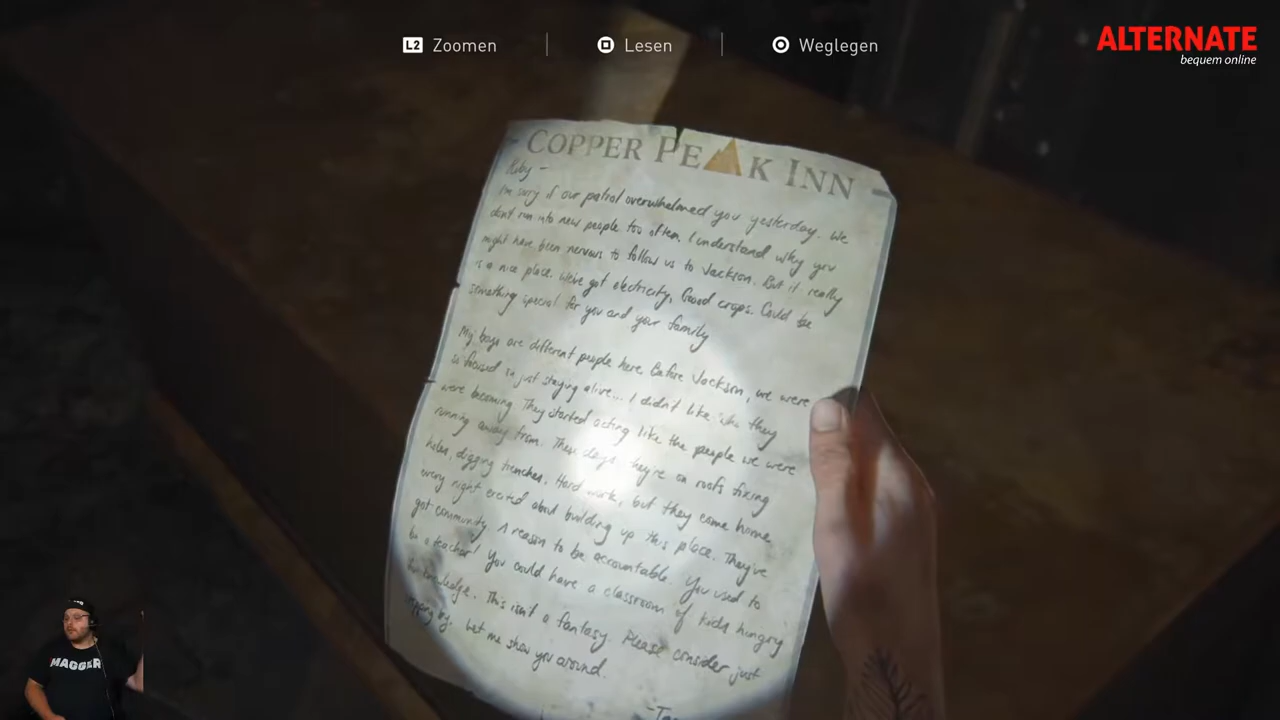 L2 Zoomen
Lesen
Weglegen
ALTERNATE
bequem online
COPPER PEAK INN
Ruby -
I'm sorry if our patrol overwhelmed you yesterday. We
don't run into new people too often. I understand why you
might have been nervous to follow us to Jackson. But it really
is a nice place. We've got electricity, Good crops. Could be
something special for you and your family
My boys are different people here. Before Jackson, we were
so focused on just staying alive... I didn't like who they
were becoming. They started acting like the people we were
running away from. These days, they're on roofs fixing
holes, digging trenches. Hard work, but they come home
every night excited about building up this place. They've
got community. A reason to be accountable. You used to
be a teacher! You could have a classroom of kids hungry
for knowledge. This isn't a fantasy. Please consider just
stopping by. Let me show you around.
MAGGER